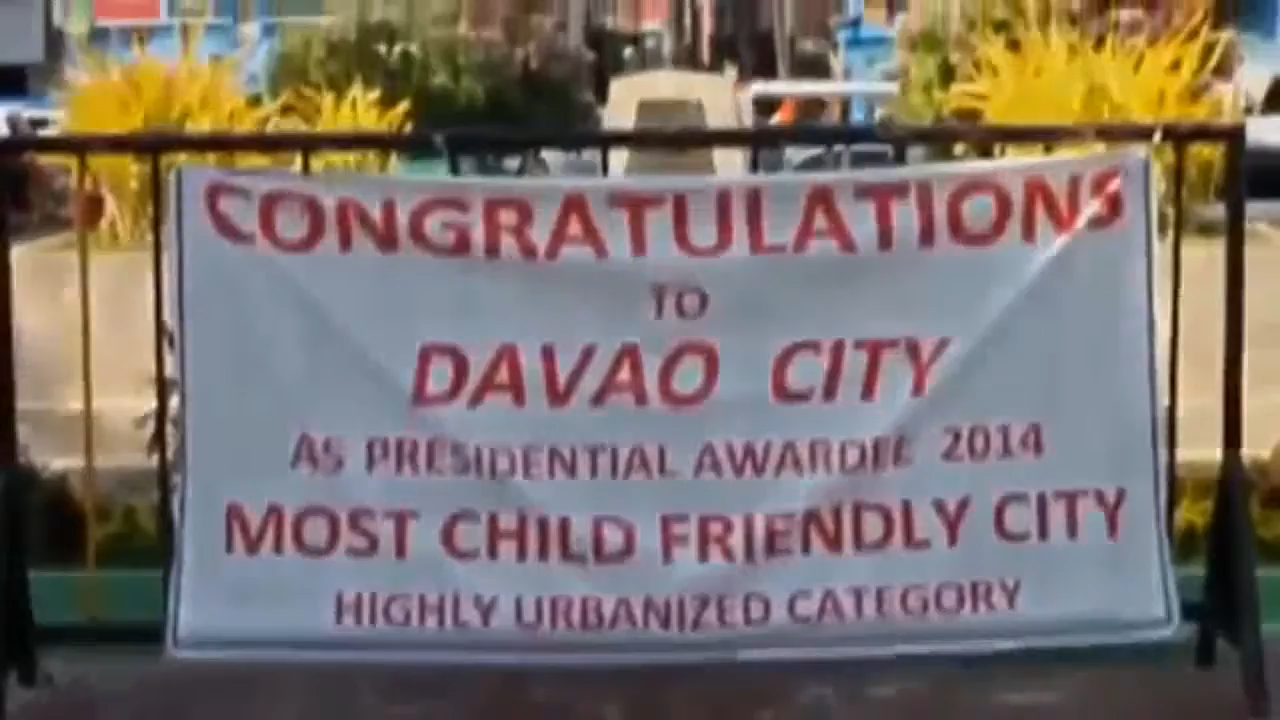 CONGRATULATIONS
TO
DAVAO CITY
AS PRESIDENTIAL AWARDEE 2014
MOST CHILD FRIENDLY CITY
HIGHLY URBANIZED CATEGORY